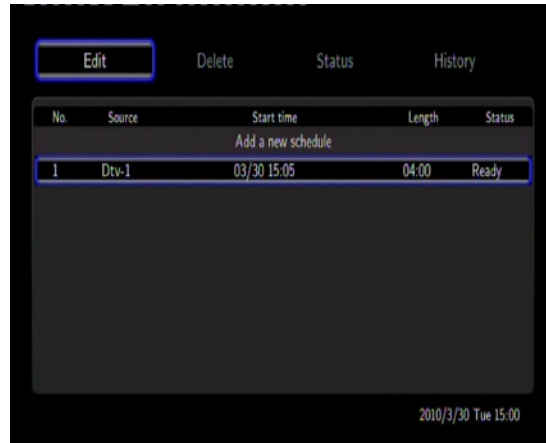 Edit Delete Status History
No. Source Start time Length Status
Add a new schedule
1 Dtv-1 03/30 15:05 04:00 Ready
2010/3/30 Tue 15:00